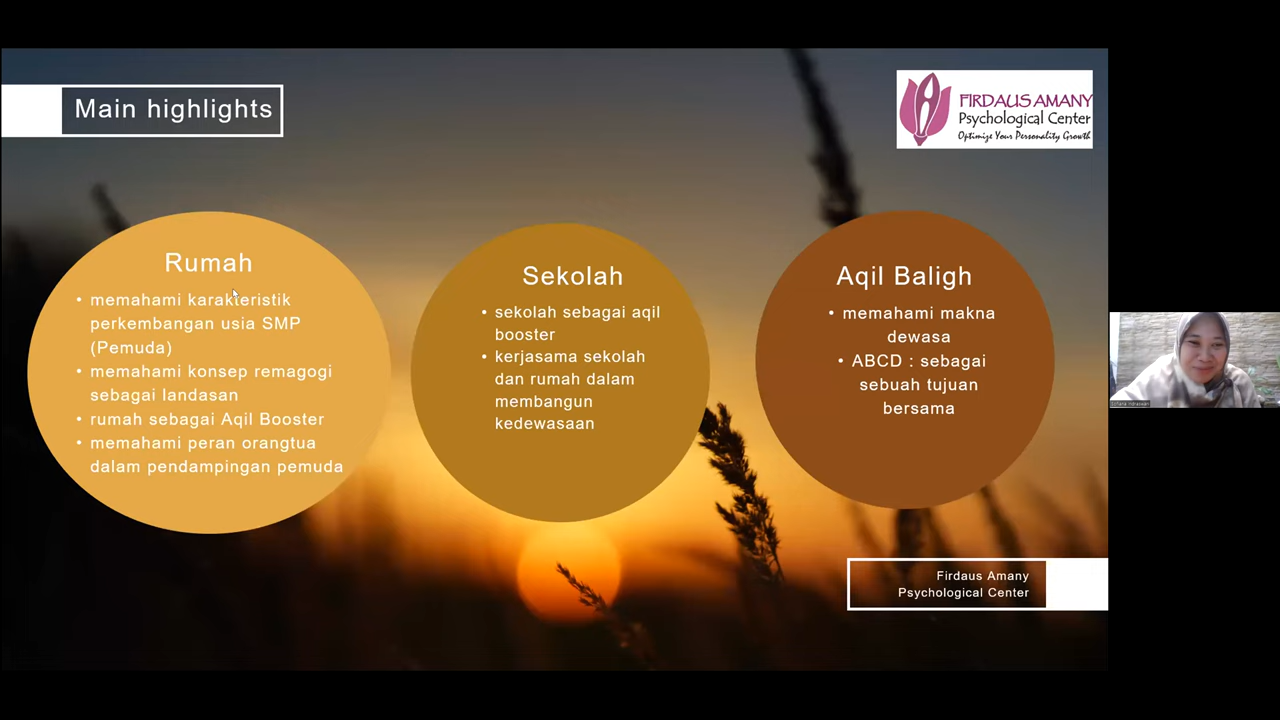 Main highlights
FIRDAUS AMANY
Psychological Center
Optimize Your Personality Growth
Rumah
• memahami karakteristik
perkembangan usia SMP
(Pemuda)
• memahami konsep remagogi
sebagai landasan
• rumah sebagai Aqil Booster
• memahami peran orangtua
dalam pendampingan pemuda
Sekolah
• sekolah sebagai aqil
booster
• kerjasama sekolah
dan rumah dalam
membangun
kedewasaan
Aqil Baligh
• memahami makna
dewasa
• ABCD : sebagai
sebuah tujuan
bersama
Firdaus Amany
Psychological Center